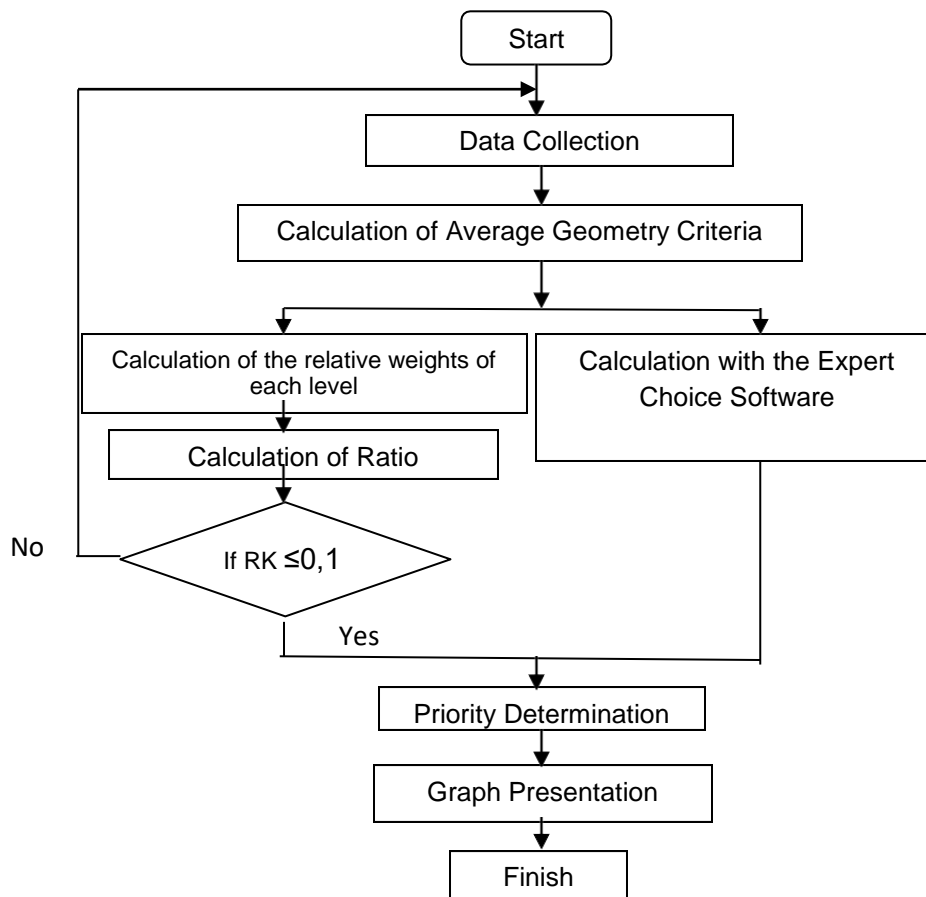 Start
Data Collection
Calculation of Average Geometry Criteria
Calculation of the relative weights of
each level
Calculation with the Expert
Choice Software
Calculation of Ratio
No
If RK ≤0,1
Yes
Priority Determination
Graph Presentation
Finish